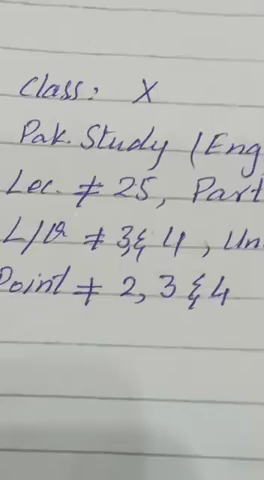 Class: X
Pak. Study (Eng
Lec. # 25, Part
L/Q # 3,& 4, Un
Point # 2, 3 & 4